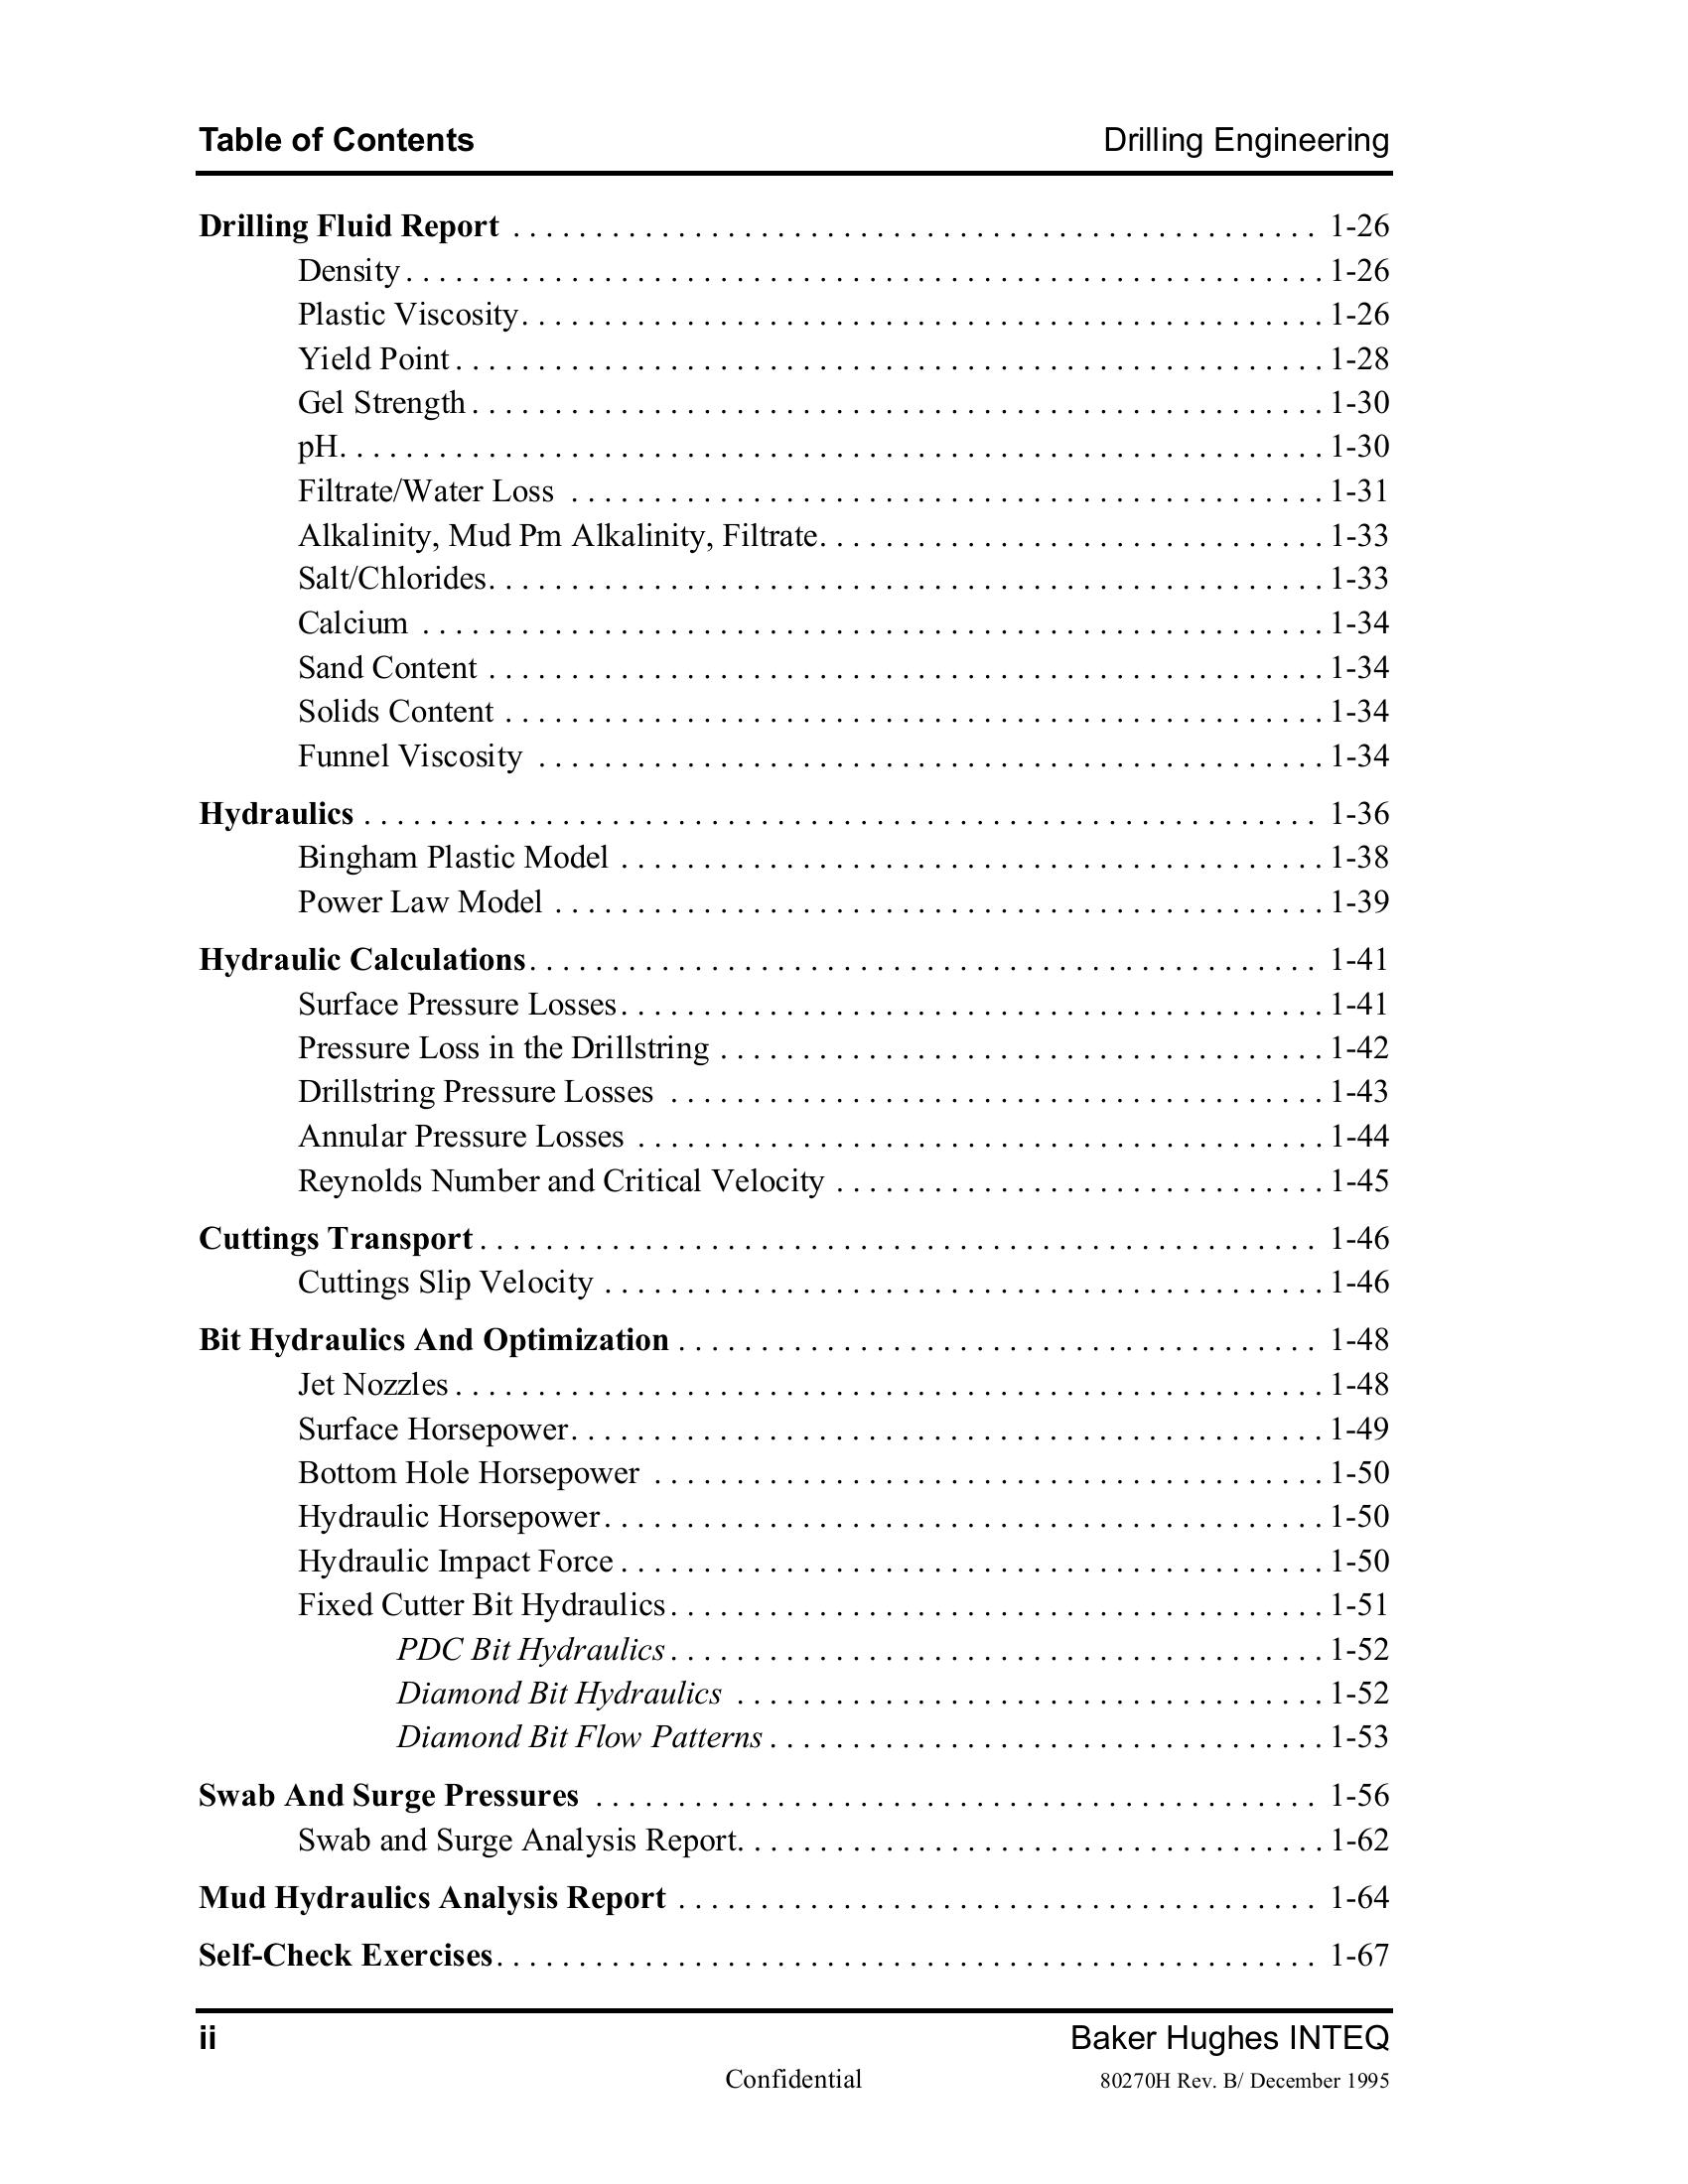 Table of Contents Drilling Engineering
Drilling Fluid Report . . . . . . . . . . . . . . . . . . . . . . . . . . . . . . . . . . . . . . . . . . . . . . . . . 1-26
Density . . . . . . . . . . . . . . . . . . . . . . . . . . . . . . . . . . . . . . . . . . . . . . . . . . . . . . . . 1-26
Plastic Viscosity. . . . . . . . . . . . . . . . . . . . . . . . . . . . . . . . . . . . . . . . . . . . . . . . . 1-26
Yield Point . . . . . . . . . . . . . . . . . . . . . . . . . . . . . . . . . . . . . . . . . . . . . . . . . . . . . 1-28
Gel Strength . . . . . . . . . . . . . . . . . . . . . . . . . . . . . . . . . . . . . . . . . . . . . . . . . . . . 1-30
pH. . . . . . . . . . . . . . . . . . . . . . . . . . . . . . . . . . . . . . . . . . . . . . . . . . . . . . . . . . . . 1-30
Filtrate/Water Loss . . . . . . . . . . . . . . . . . . . . . . . . . . . . . . . . . . . . . . . . . . . . . . 1-31
Alkalinity, Mud Pm Alkalinity, Filtrate. . . . . . . . . . . . . . . . . . . . . . . . . . . . . . . 1-33
Salt/Chlorides. . . . . . . . . . . . . . . . . . . . . . . . . . . . . . . . . . . . . . . . . . . . . . . . . . . 1-33
Calcium . . . . . . . . . . . . . . . . . . . . . . . . . . . . . . . . . . . . . . . . . . . . . . . . . . . . . . . 1-34
Sand Content . . . . . . . . . . . . . . . . . . . . . . . . . . . . . . . . . . . . . . . . . . . . . . . . . . . 1-34
Solids Content . . . . . . . . . . . . . . . . . . . . . . . . . . . . . . . . . . . . . . . . . . . . . . . . . . 1-34
Funnel Viscosity . . . . . . . . . . . . . . . . . . . . . . . . . . . . . . . . . . . . . . . . . . . . . . . . 1-34
Hydraulics . . . . . . . . . . . . . . . . . . . . . . . . . . . . . . . . . . . . . . . . . . . . . . . . . . . . . . . . . . 1-36
Bingham Plastic Model . . . . . . . . . . . . . . . . . . . . . . . . . . . . . . . . . . . . . . . . . . . 1-38
Power Law Model . . . . . . . . . . . . . . . . . . . . . . . . . . . . . . . . . . . . . . . . . . . . . . . 1-39
Hydraulic Calculations. . . . . . . . . . . . . . . . . . . . . . . . . . . . . . . . . . . . . . . . . . . . . . . . 1-41
Surface Pressure Losses. . . . . . . . . . . . . . . . . . . . . . . . . . . . . . . . . . . . . . . . . . . 1-41
Pressure Loss in the Drillstring . . . . . . . . . . . . . . . . . . . . . . . . . . . . . . . . . . . . . 1-42
Drillstring Pressure Losses . . . . . . . . . . . . . . . . . . . . . . . . . . . . . . . . . . . . . . . . 1-43
Annular Pressure Losses . . . . . . . . . . . . . . . . . . . . . . . . . . . . . . . . . . . . . . . . . . 1-44
Reynolds Number and Critical Velocity . . . . . . . . . . . . . . . . . . . . . . . . . . . . . . 1-45
Cuttings Transport . . . . . . . . . . . . . . . . . . . . . . . . . . . . . . . . . . . . . . . . . . . . . . . . . . . 1-46
Cuttings Slip Velocity . . . . . . . . . . . . . . . . . . . . . . . . . . . . . . . . . . . . . . . . . . . . 1-46
Bit Hydraulics And Optimization . . . . . . . . . . . . . . . . . . . . . . . . . . . . . . . . . . . . . . . 1-48
Jet Nozzles . . . . . . . . . . . . . . . . . . . . . . . . . . . . . . . . . . . . . . . . . . . . . . . . . . . . . 1-48
Surface Horsepower. . . . . . . . . . . . . . . . . . . . . . . . . . . . . . . . . . . . . . . . . . . . . . 1-49
Bottom Hole Horsepower . . . . . . . . . . . . . . . . . . . . . . . . . . . . . . . . . . . . . . . . . 1-50
Hydraulic Horsepower. . . . . . . . . . . . . . . . . . . . . . . . . . . . . . . . . . . . . . . . . . . . 1-50
Hydraulic Impact Force . . . . . . . . . . . . . . . . . . . . . . . . . . . . . . . . . . . . . . . . . . . 1-50
Fixed Cutter Bit Hydraulics . . . . . . . . . . . . . . . . . . . . . . . . . . . . . . . . . . . . . . . . 1-51
PDC Bit Hydraulics . . . . . . . . . . . . . . . . . . . . . . . . . . . . . . . . . . . . . . . . 1-52
Diamond Bit Hydraulics . . . . . . . . . . . . . . . . . . . . . . . . . . . . . . . . . . . . 1-52
Diamond Bit Flow Patterns . . . . . . . . . . . . . . . . . . . . . . . . . . . . . . . . . . 1-53
Swab And Surge Pressures . . . . . . . . . . . . . . . . . . . . . . . . . . . . . . . . . . . . . . . . . . . . 1-56
Swab and Surge Analysis Report. . . . . . . . . . . . . . . . . . . . . . . . . . . . . . . . . . . . 1-62
Mud Hydraulics Analysis Report . . . . . . . . . . . . . . . . . . . . . . . . . . . . . . . . . . . . . . . 1-64
Self-Check Exercises. . . . . . . . . . . . . . . . . . . . . . . . . . . . . . . . . . . . . . . . . . . . . . . . . . 1-67
ii Baker Hughes INTEQ
Confidential 80270H Rev. B/ December 1995